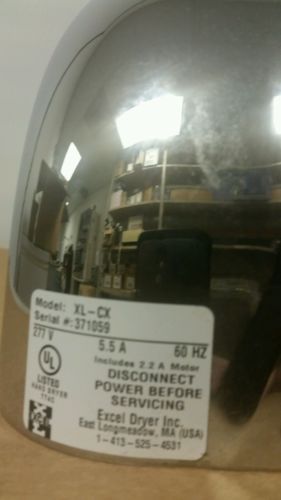 Model: XL-CX
Serial #:371059
277 V 5.5 A 60 HZ
Includes 2.2 A Motor
UL
LISTED
HAND DRYER
DISCONNECT
POWER BEFORE
SERVICING
Excel Dryer Inc.
East Longmeadow, MA (USA)
1-413-525-4531